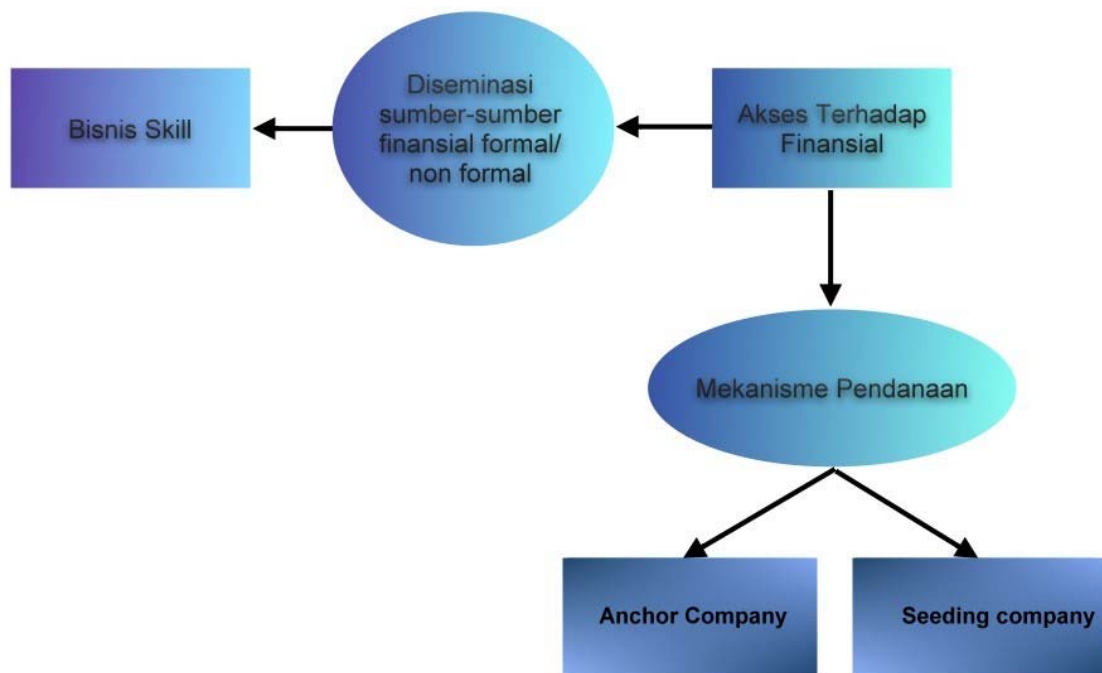 Bisnis Skill
Diseminasi
sumber-sumber
finansial formal/
non formal
Akses Terhadap
Finansial
Mekanisme Pendanaan
Anchor Company
Seeding company